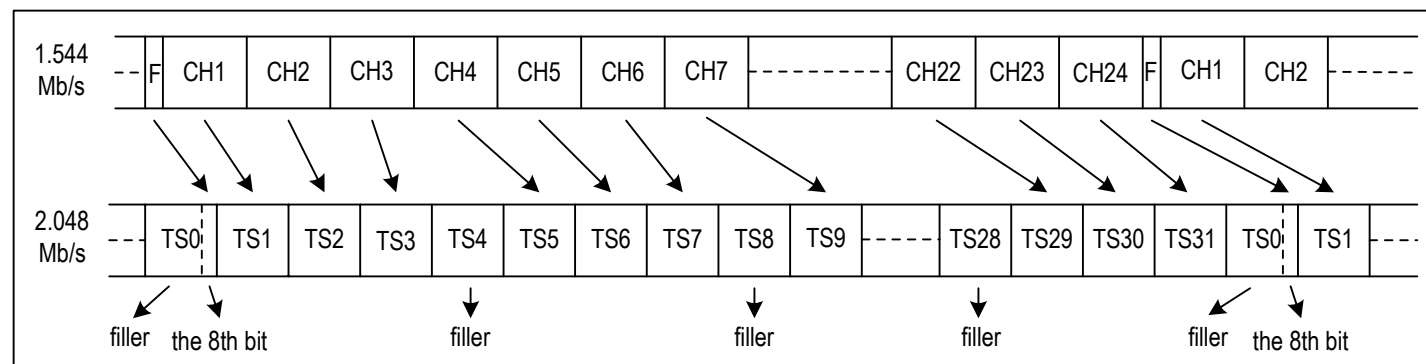 1.544
Mb/s
F CH1 CH2 CH3 CH4 CH5 CH6 CH7 CH22 CH23 CH24 F CH1 CH2
2.048
Mb/s
TS0 TS1 TS2 TS3 TS4 TS5 TS6 TS7 TS8 TS9 TS28 TS29 TS30 TS31 TS0 TS1
filler the 8th bit filler filler filler filler the 8th bit